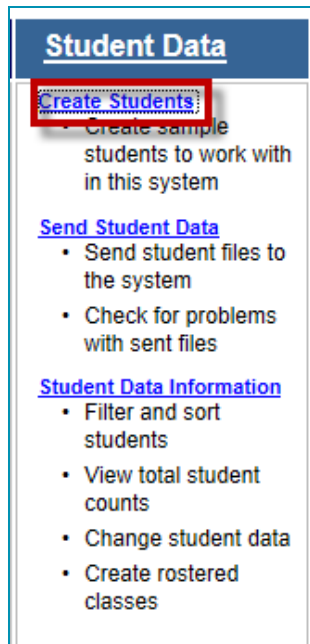 Student Data
Create Students
• Create sample
students to work with
in this system
Send Student Data
• Send student files to
the system
• Check for problems
with sent files
Student Data Information
• Filter and sort
students
• View total student
counts
• Change student data
• Create rostered
classes